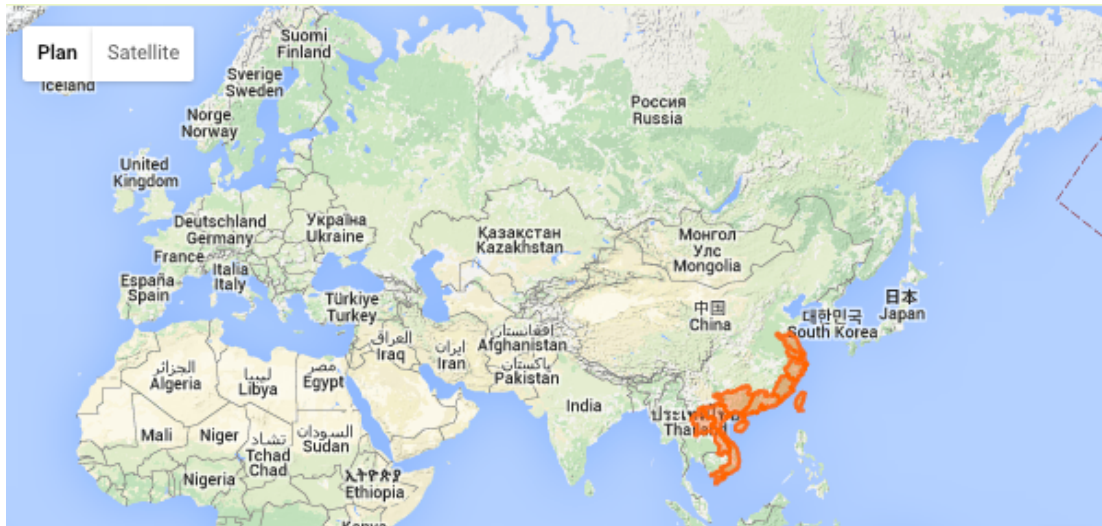 Plan
Satellite
Iceland
Suomi
Finland
Sverige
Sweden
Norge
Norway
Россия
Russia
United
Kingdom
Deutschland
Germany
Україна
Ukraine
Қазақстан
Kazakhstan
Монгол
Улс
Mongolia
France
Italia
Italy
España
Spain
Türkiye
Turkey
中国
China
日本
Japan
대한민국
South Korea
العراق
Iraq
ایران
Iran
افغانستان
Afghanistan
پاکستان
Pakistan
الجزائر
Algeria
ليبيا
Libya
مصر
Egypt
India
Thailand
Mali
Niger
تشاد
Tchad
Chad
السودان
Sudan
Nigeria
ኢትዮጵያ
Ethiopia
Kenya